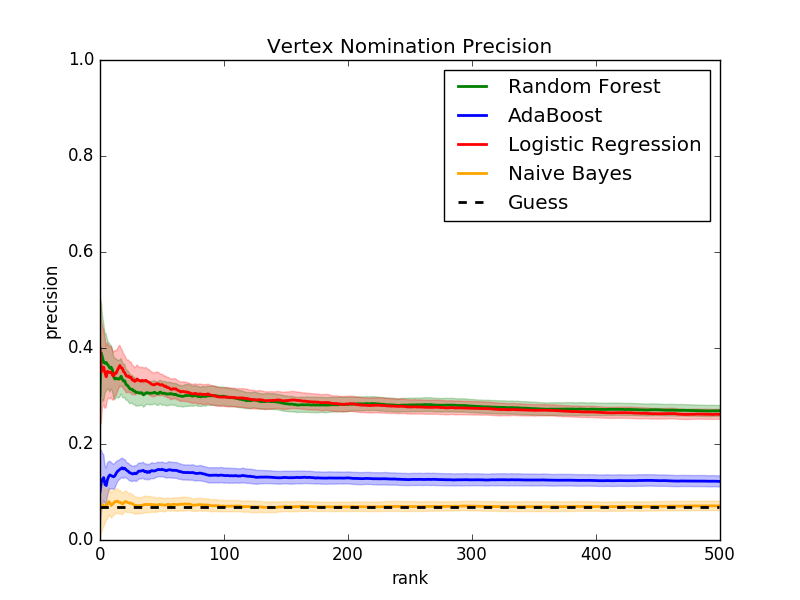 Vertex Nomination Precision
1.0
0.8
0.6
0.4
0.2
0.0
precision
Random Forest
AdaBoost
Logistic Regression
Naive Bayes
Guess
0
100
200
300
400
500
rank